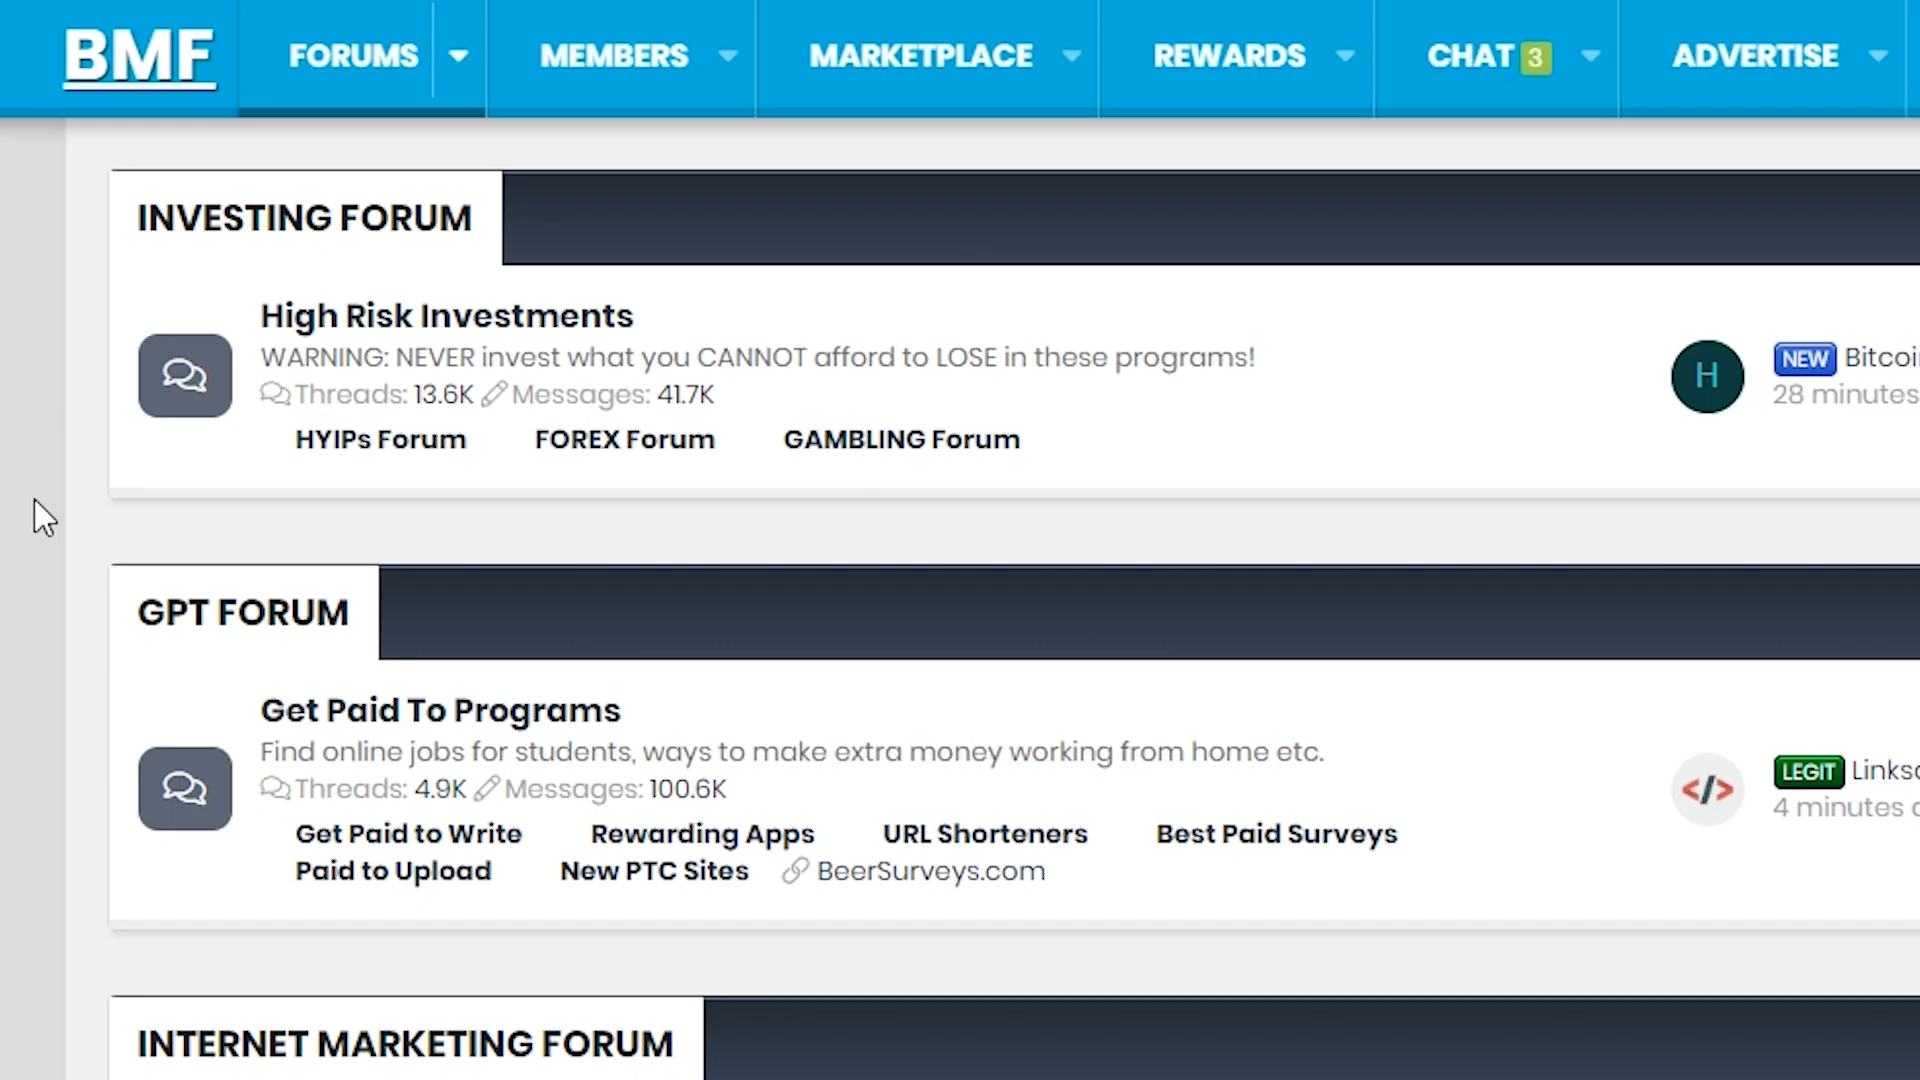 BMF FORUMS MEMBERS MARKETPLACE REWARDS CHAT 3 ADVERTISE
INVESTING FORUM
High Risk Investments
WARNING: NEVER invest what you CANNOT afford to LOSE in these programs!
Threads: 13.6K Messages: 41.7K
HYIPs Forum FOREX Forum GAMBLING Forum
H
NEW Bitcoi
28 minutes
GPT FORUM
Get Paid To Programs
Find online jobs for students, ways to make extra money working from home etc.
Threads: 4.9K Messages: 100.6K
Get Paid to Write Rewarding Apps URL Shorteners Best Paid Surveys
Paid to Upload New PTC Sites BeerSurveys.com
</>
LEGIT Links
4 minutes
INTERNET MARKETING FORUM